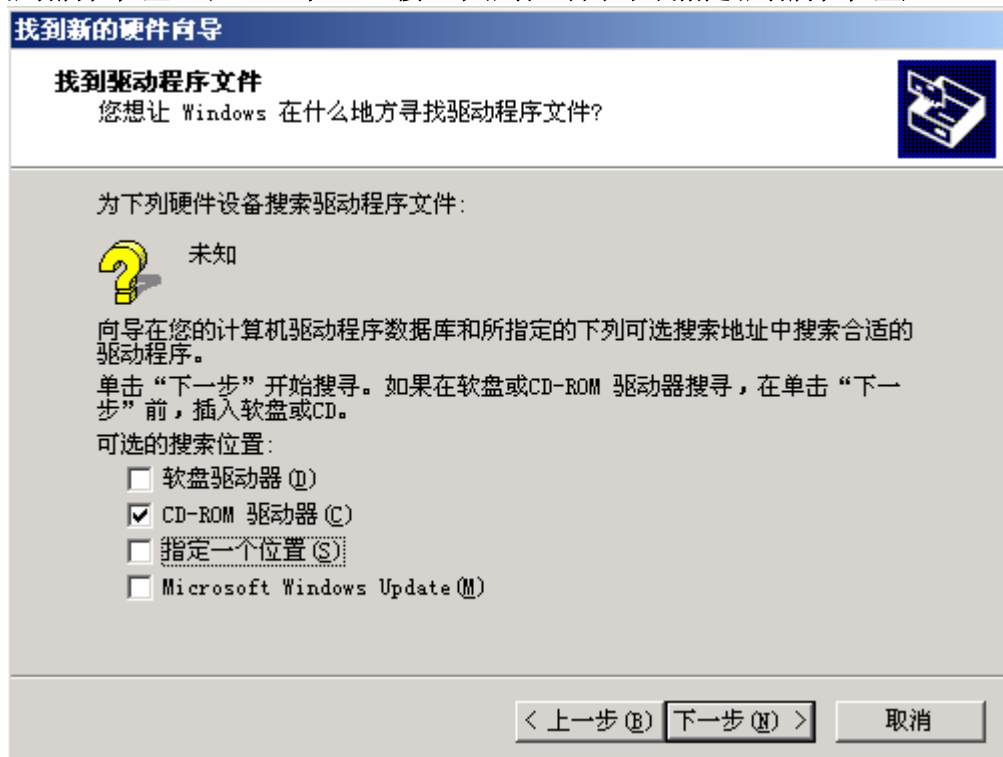 找到新的硬件向导
找到驱动程序文件
您想让 Windows 在什么地方寻找驱动程序文件?
为下列硬件设备搜索驱动程序文件:
未知
向导在您的计算机驱动程序数据库和所指定的下列可选搜索地址中搜索合适的
驱动程序。
单击“下一步”开始搜寻。如果在软盘或CD-ROM 驱动器搜寻，在单击“下一
步”前，插入软盘或CD。
可选的搜索位置:
软盘驱动器(D)
CD-ROM 驱动器(C)
指定一个位置(S)
Microsoft Windows Update(M)
< 上一步(B) 下一步(N) > 取消